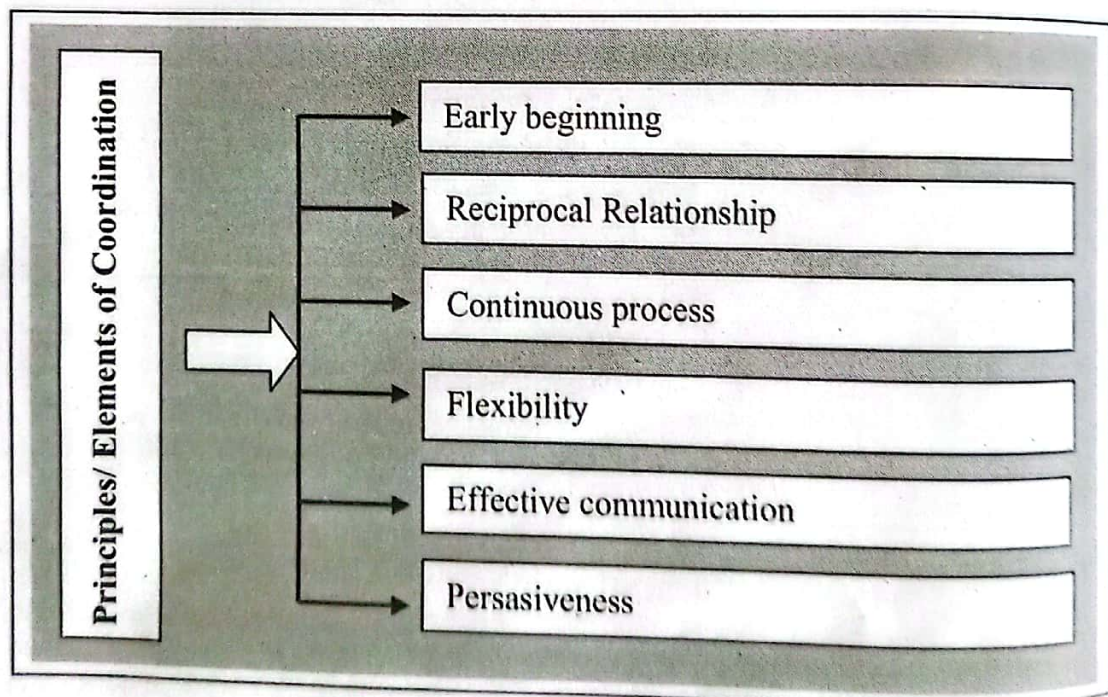 Principles/ Elements of Coordination
Early beginning
Reciprocal Relationship
Continuous process
Flexibility
Effective communication
Persasiveness